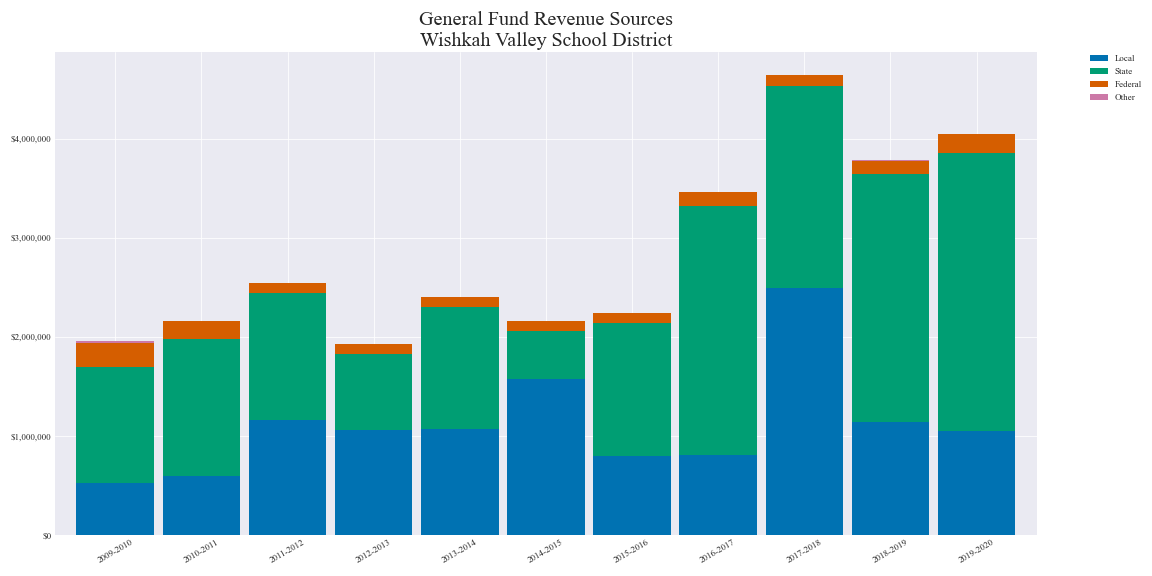 General Fund Revenue Sources
Wishkah Valley School District
Local
State
Federal
Other
$4,000,000
$3,000,000
$2,000,000
$1,000,000
$0
2009-2010
2010-2011
2011-2012
2012-2013
2013-2014
2014-2015
2015-2016
2016-2017
2017-2018
2018-2019
2019-2020